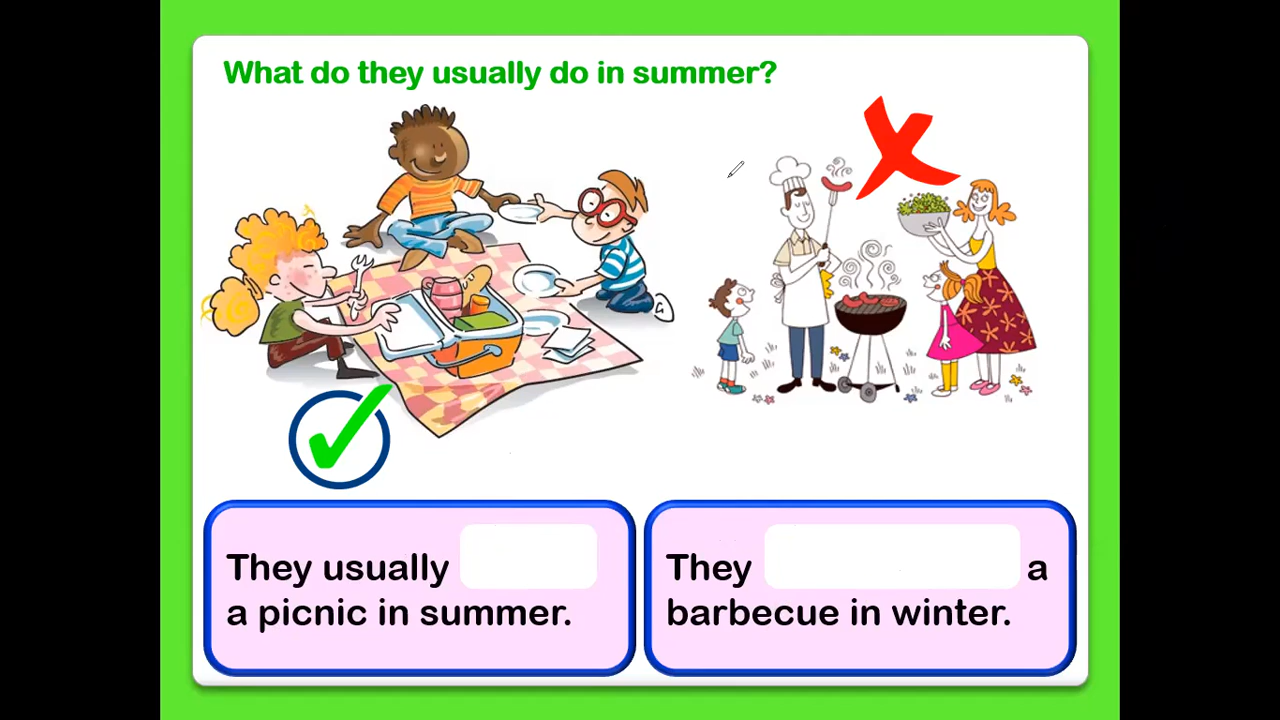 What do they usually do in summer?
They usually
a picnic in summer.
They a
barbecue in winter.